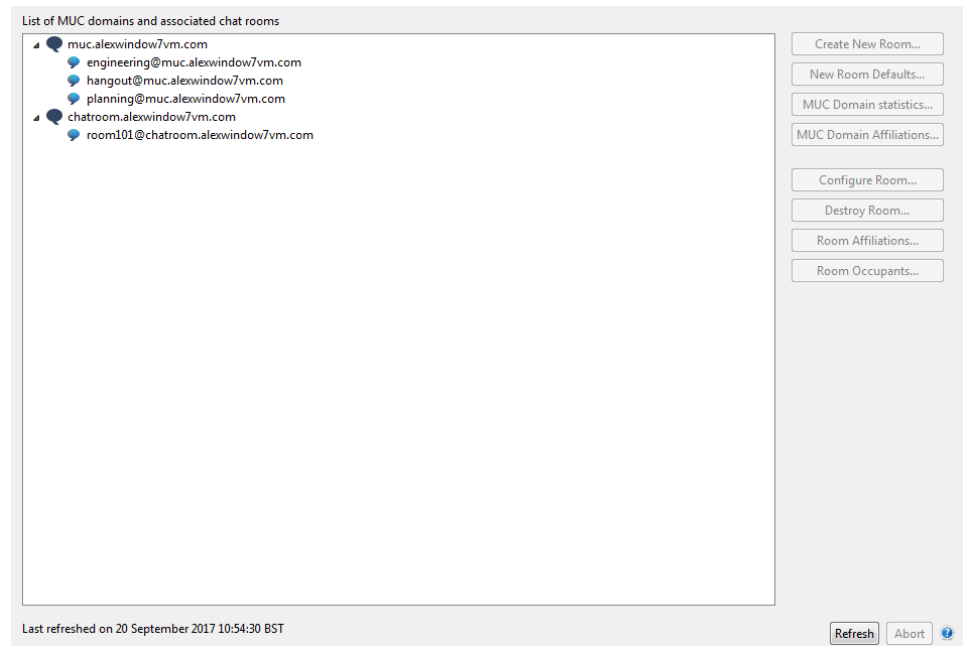 List of MUC domains and associated chat rooms
muc.alexwindow7vm.com
engineering@muc.alexwindow7vm.com
hangout@muc.alexwindow7vm.com
planning@muc.alexwindow7vm.com
chatroom.alexwindow7vm.com
room101@chatroom.alexwindow7vm.com
Create New Room...
New Room Defaults...
MUC Domain statistics...
MUC Domain Affiliations...
Configure Room...
Destroy Room...
Room Affiliations...
Room Occupants...
Last refreshed on 20 September 2017 10:54:30 BST
Refresh
Abort
?